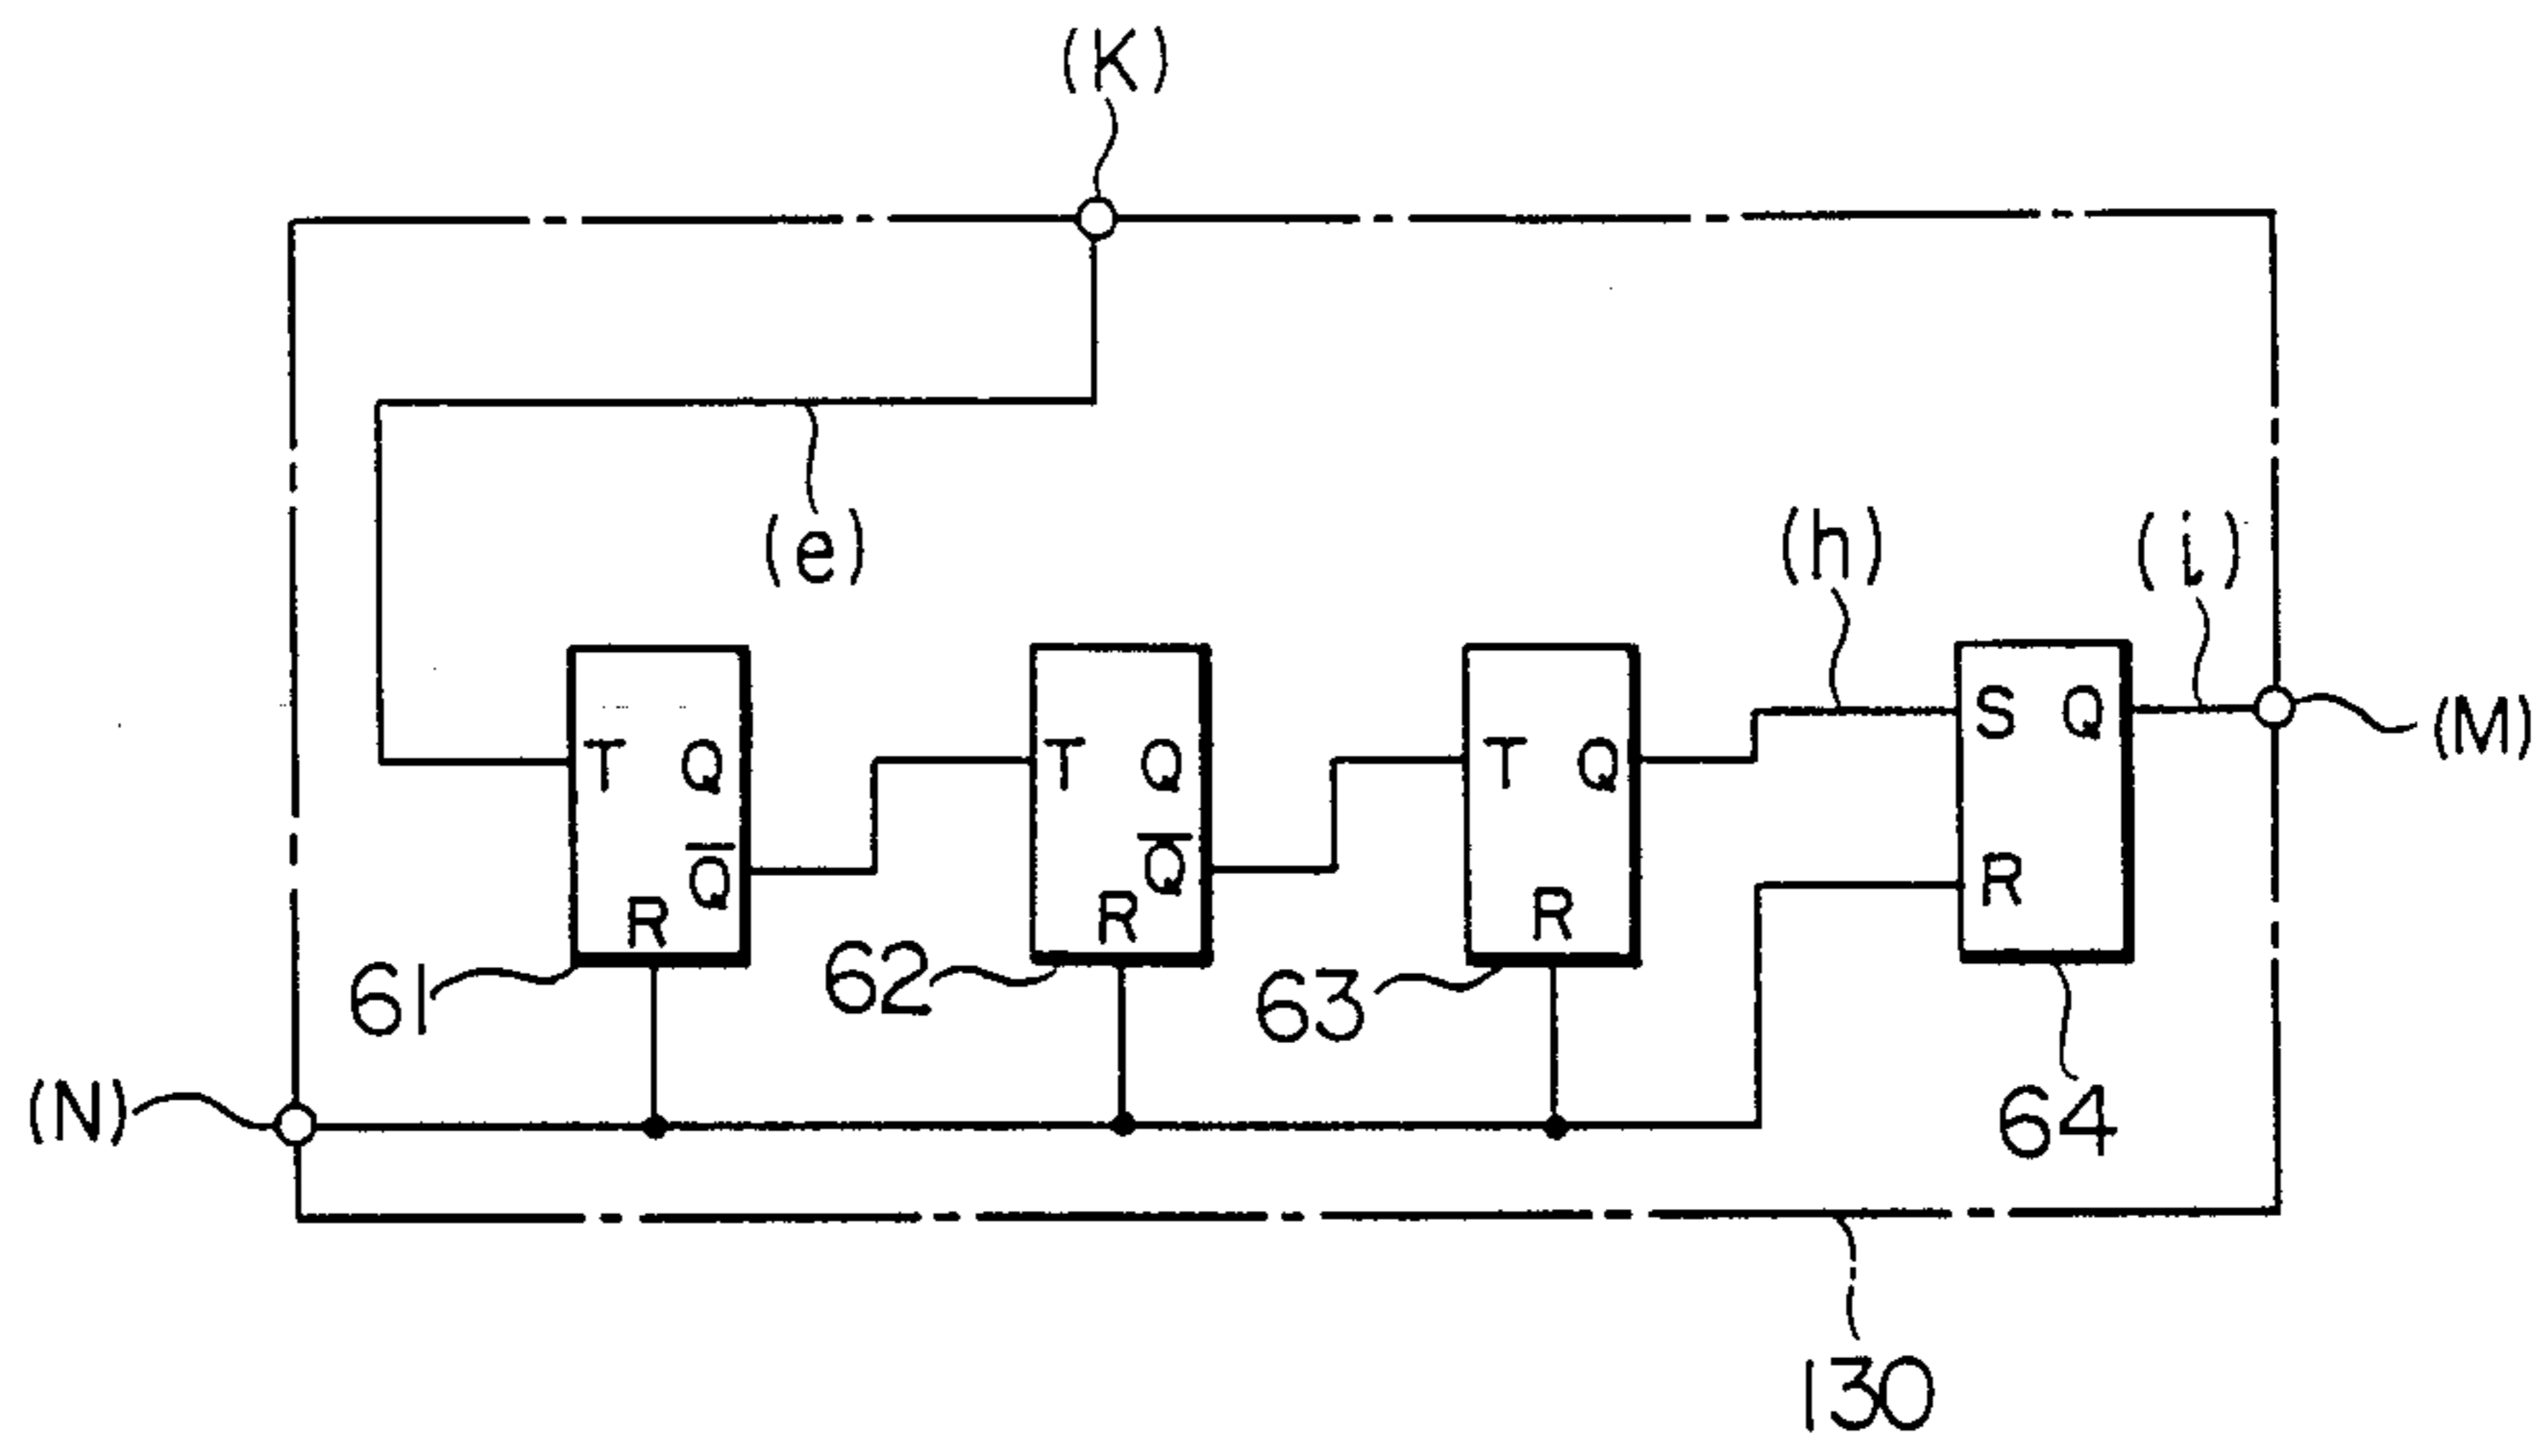 (K)
(e)
(h)
(i)
T Q
Q̅
R
T Q
Q̅
R
T Q
R
S Q
R
(M)
61
62
63
64
(N)
130